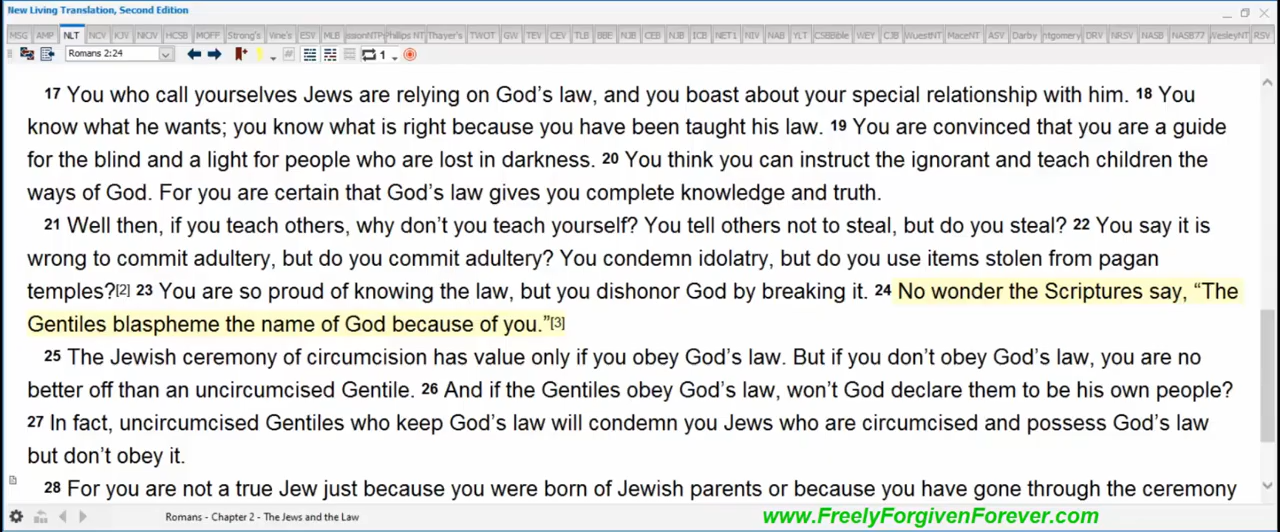 New Living Translation, Second Edition
MSG AMP NLT NCV KJV NKJV HCSB MOFF Strong's Vine's ESV MLB Phillips NT Thayer's TWOT GW TEV CEV TLB BBE NJB CEB NJB ICB NET1 NIV NAB YLT CSBBible WEY CJB WuestNT MaceNT ASV Darby DRV NRSV NASB NASB77 WesleyNT RSV
Romans 2:24 1
17 You who call yourselves Jews are relying on God's law, and you boast about your special relationship with him. 18 You
know what he wants; you know what is right because you have been taught his law. 19 You are convinced that you are a guide
for the blind and a light for people who are lost in darkness. 20 You think you can instruct the ignorant and teach children the
ways of God. For you are certain that God's law gives you complete knowledge and truth.
21 Well then, if you teach others, why don't you teach yourself? You tell others not to steal, but do you steal? 22 You say it is
wrong to commit adultery, but do you commit adultery? You condemn idolatry, but do you use items stolen from pagan
temples?[2] 23 You are so proud of knowing the law, but you dishonor God by breaking it. 24 No wonder the Scriptures say, “The
Gentiles blaspheme the name of God because of you.”[3]
25 The Jewish ceremony of circumcision has value only if you obey God's law. But if you don't obey God's law, you are no
better off than an uncircumcised Gentile. 26 And if the Gentiles obey God's law, won't God declare them to be his own people?
27 In fact, uncircumcised Gentiles who keep God's law will condemn you Jews who are circumcised and possess God's law
but don't obey it.
28 For you are not a true Jew just because you were born of Jewish parents or because you have gone through the ceremony
Romans - Chapter 2 - The Jews and the Law
www.FreelyForgivenForever.com